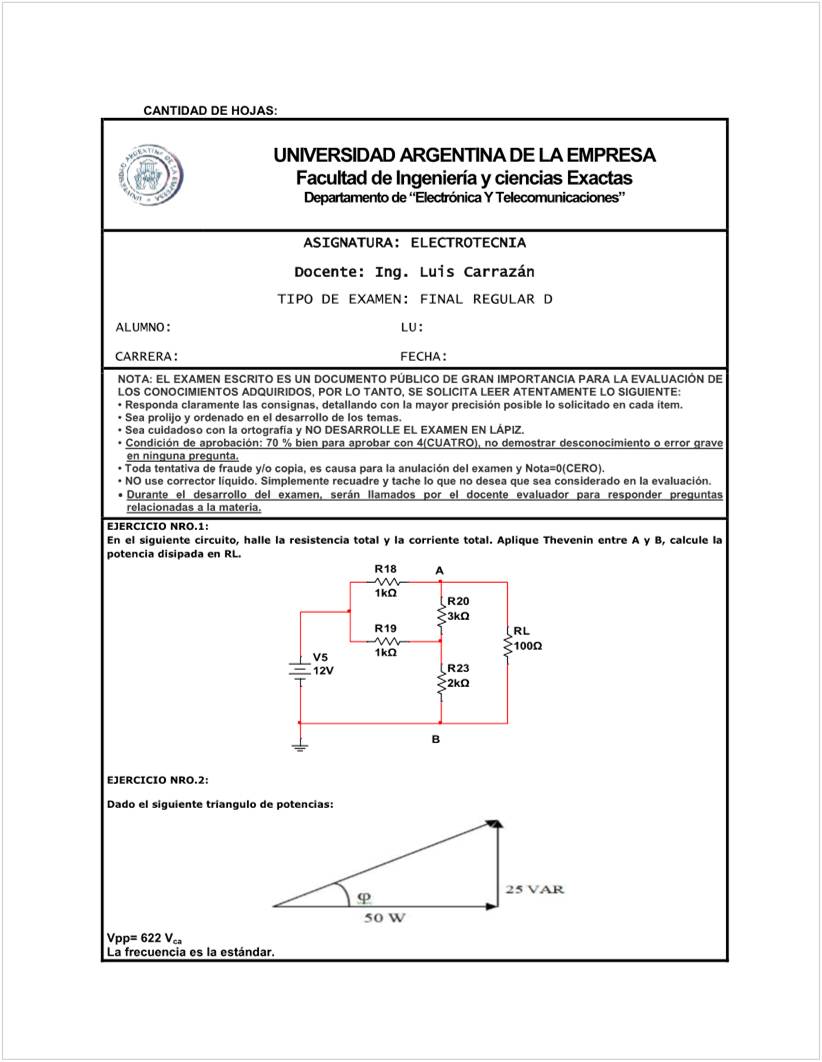 CANTIDAD DE HOJAS:
UNIVERSIDAD ARGENTINA DE LA EMPRESA
Facultad de Ingeniería y ciencias Exactas
Departamento de “Electrónica Y Telecomunicaciones”
ASIGNATURA: ELECTROTECNIA
Docente: Ing. Luis Carrazán
TIPO DE EXAMEN: FINAL REGULAR D
ALUMNO: LU:
CARRERA: FECHA:
NOTA: EL EXAMEN ESCRITO ES UN DOCUMENTO PÚBLICO DE GRAN IMPORTANCIA PARA LA EVALUACIÓN DE
LOS CONOCIMIENTOS ADQUIRIDOS, POR LO TANTO, SE SOLICITA LEER ATENTAMENTE LO SIGUIENTE:
• Responda claramente las consignas, detallando con la mayor precisión posible lo solicitado en cada ítem.
• Sea prolijo y ordenado en el desarrollo de los temas.
• Sea cuidadoso con la ortografía y NO DESARROLLE EL EXAMEN EN LÁPIZ.
• Condición de aprobación: 70 % bien para aprobar con 4(CUATRO), no demostrar desconocimiento o error grave
en ninguna pregunta.
• Toda tentativa de fraude y/o copia, es causa para la anulación del examen y Nota=0(CERO).
• NO use corrector líquido. Simplemente recuadre y tache lo que no desea que sea considerado en la evaluación.
• Durante el desarrollo del examen, serán llamados por el docente evaluador para responder preguntas
relacionadas a la materia.
EJERCICIO NRO.1:
En el siguiente circuito, halle la resistencia total y la corriente total. Aplique Thevenin entre A y B, calcule la
potencia disipada en RL.
R18
1kΩ
A
R20
3kΩ
R19
1kΩ
RL
100Ω
V5
12V
R23
2kΩ
B
EJERCICIO NRO.2:
Dado el siguiente triangulo de potencias:
φ
25 VAR
50 W
Vpp= 622 Vca
La frecuencia es la estándar.